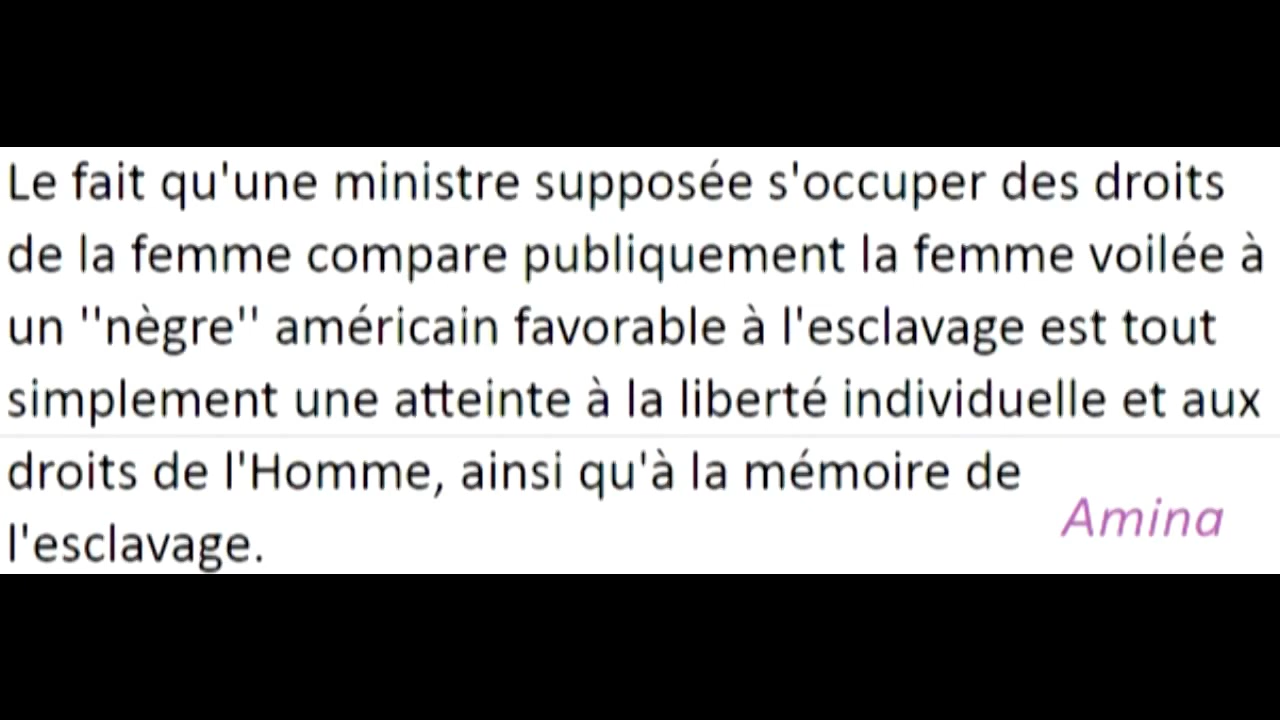 Le fait qu'une ministre supposée s'occuper des droits
de la femme compare publiquement la femme voilée à
un ''nègre'' américain favorable à l'esclavage est tout
simplement une atteinte à la liberté individuelle et aux
droits de l'Homme, ainsi qu'à la mémoire de
l'esclavage.
Amina